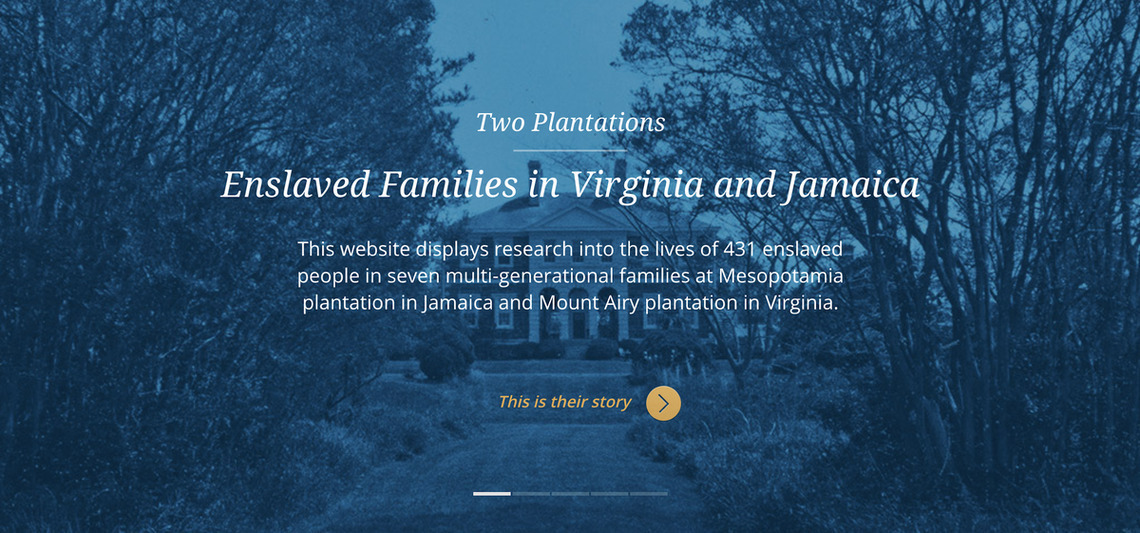 Two Plantations
Enslaved Families in Virginia and Jamaica
This website displays research into the lives of 431 enslaved
people in seven multi-generational families at Mesopotamia
plantation in Jamaica and Mount Airy plantation in Virginia.
This is their story